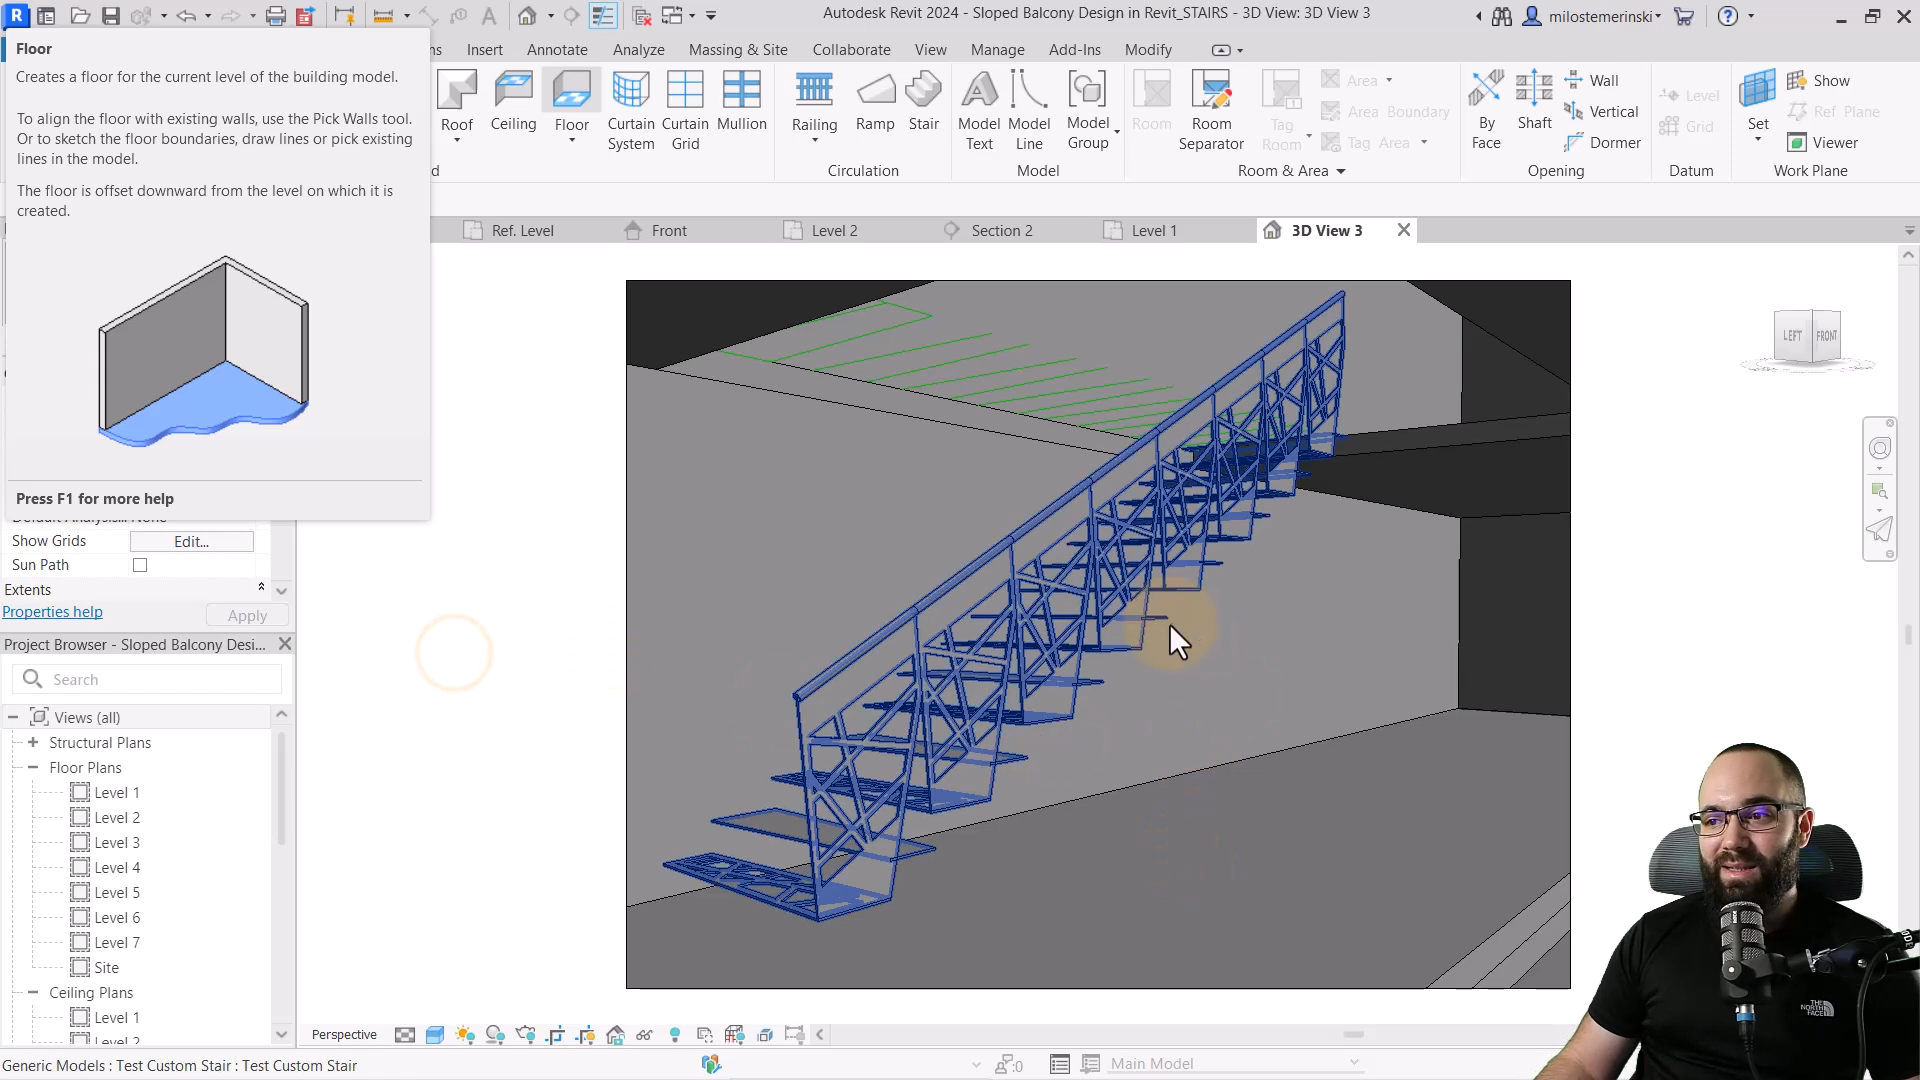 Autodesk Revit 2024 - Sloped Balcony Design in Revit_STAIRS - 3D View: 3D View 3
milostemerinski
Insert
Annotate
Analyze
Massing & Site
Collaborate
View
Manage
Add-Ins
Modify
Floor
Creates a floor for the current level of the building model.
To align the floor with existing walls, use the Pick Walls tool.
Or to sketch the floor boundaries, draw lines or pick existing
lines in the model.
The floor is offset downward from the level on which it is
created.
Press F1 for more help
Roof
Ceiling
Floor
Curtain
System
Curtain
Grid
Mullion
Railing
Ramp
Stair
Circulation
Model
Text
Model
Line
Model
Group
Model
Room
Room
Separator
Tag
Room
Area
Area Boundary
Tag Area
Room & Area
By
Face
Shaft
Wall
Vertical
Dormer
Opening
Level
Grid
Datum
Set
Show
Ref Plane
Viewer
Work Plane
Ref. Level
Front
Level 2
Section 2
Level 1
3D View 3
LEFT
FRONT
Show Grids
Edit...
Sun Path
Extents
Properties help
Apply
Project Browser - Sloped Balcony Desi...
Search
Views (all)
Structural Plans
Floor Plans
Level 1
Level 2
Level 3
Level 4
Level 5
Level 6
Level 7
Site
Ceiling Plans
Level 1
Perspective
Generic Models : Test Custom Stair : Test Custom Stair
:0
Main Model
THE
NORTH
FACE